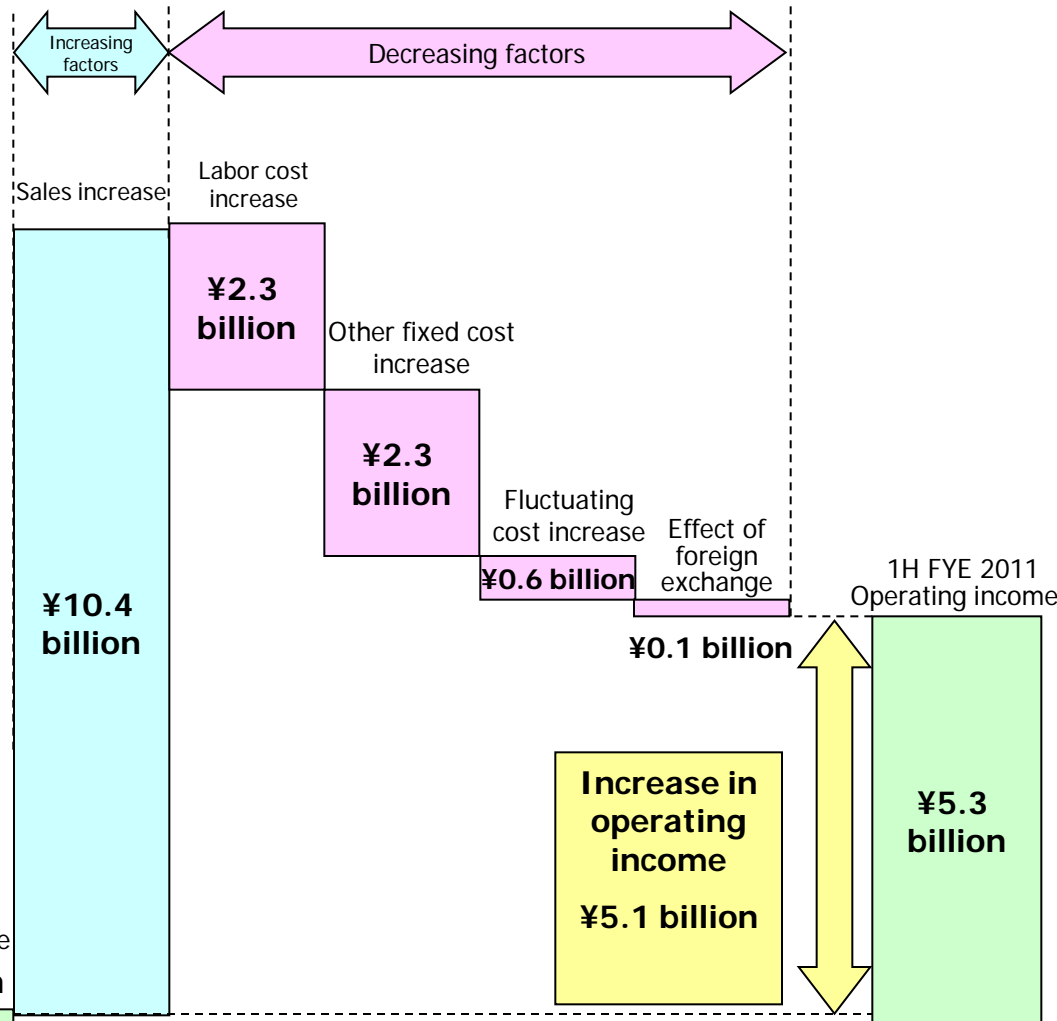 Increasing
factors
Decreasing factors
Sales increase
Labor cost
increase
¥2.3
billion
Other fixed cost
increase
¥2.3
billion
Fluctuating
cost increase
¥0.6 billion
Effect of
foreign
exchange
¥0.1 billion
1H FYE 2011
Operating income
¥10.4
billion
Increase in
operating
income
¥5.1 billion
¥5.3
billion